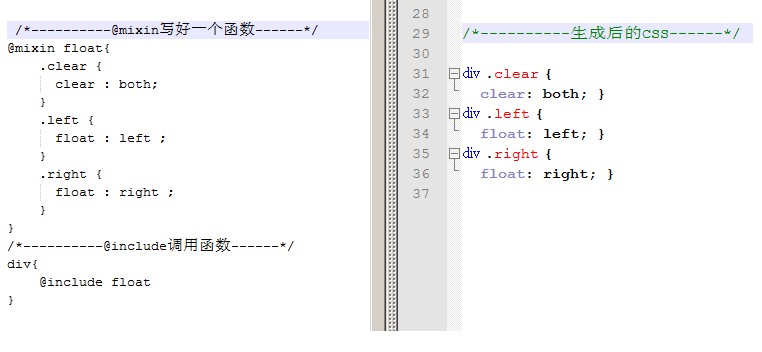 /*----------@mixin写好一个函数------*/
@mixin float{
.clear {
clear : both;
}
.left {
float : left ;
}
.right {
float : right ;
}
}
/*----------@include调用函数------*/
div{
@include float
}
28
29 /*-----------生成后的css------*/
30
31 div .clear {
32 clear: both; }
33 div .left {
34 float: left; }
35 div .right {
36 float: right; }
37